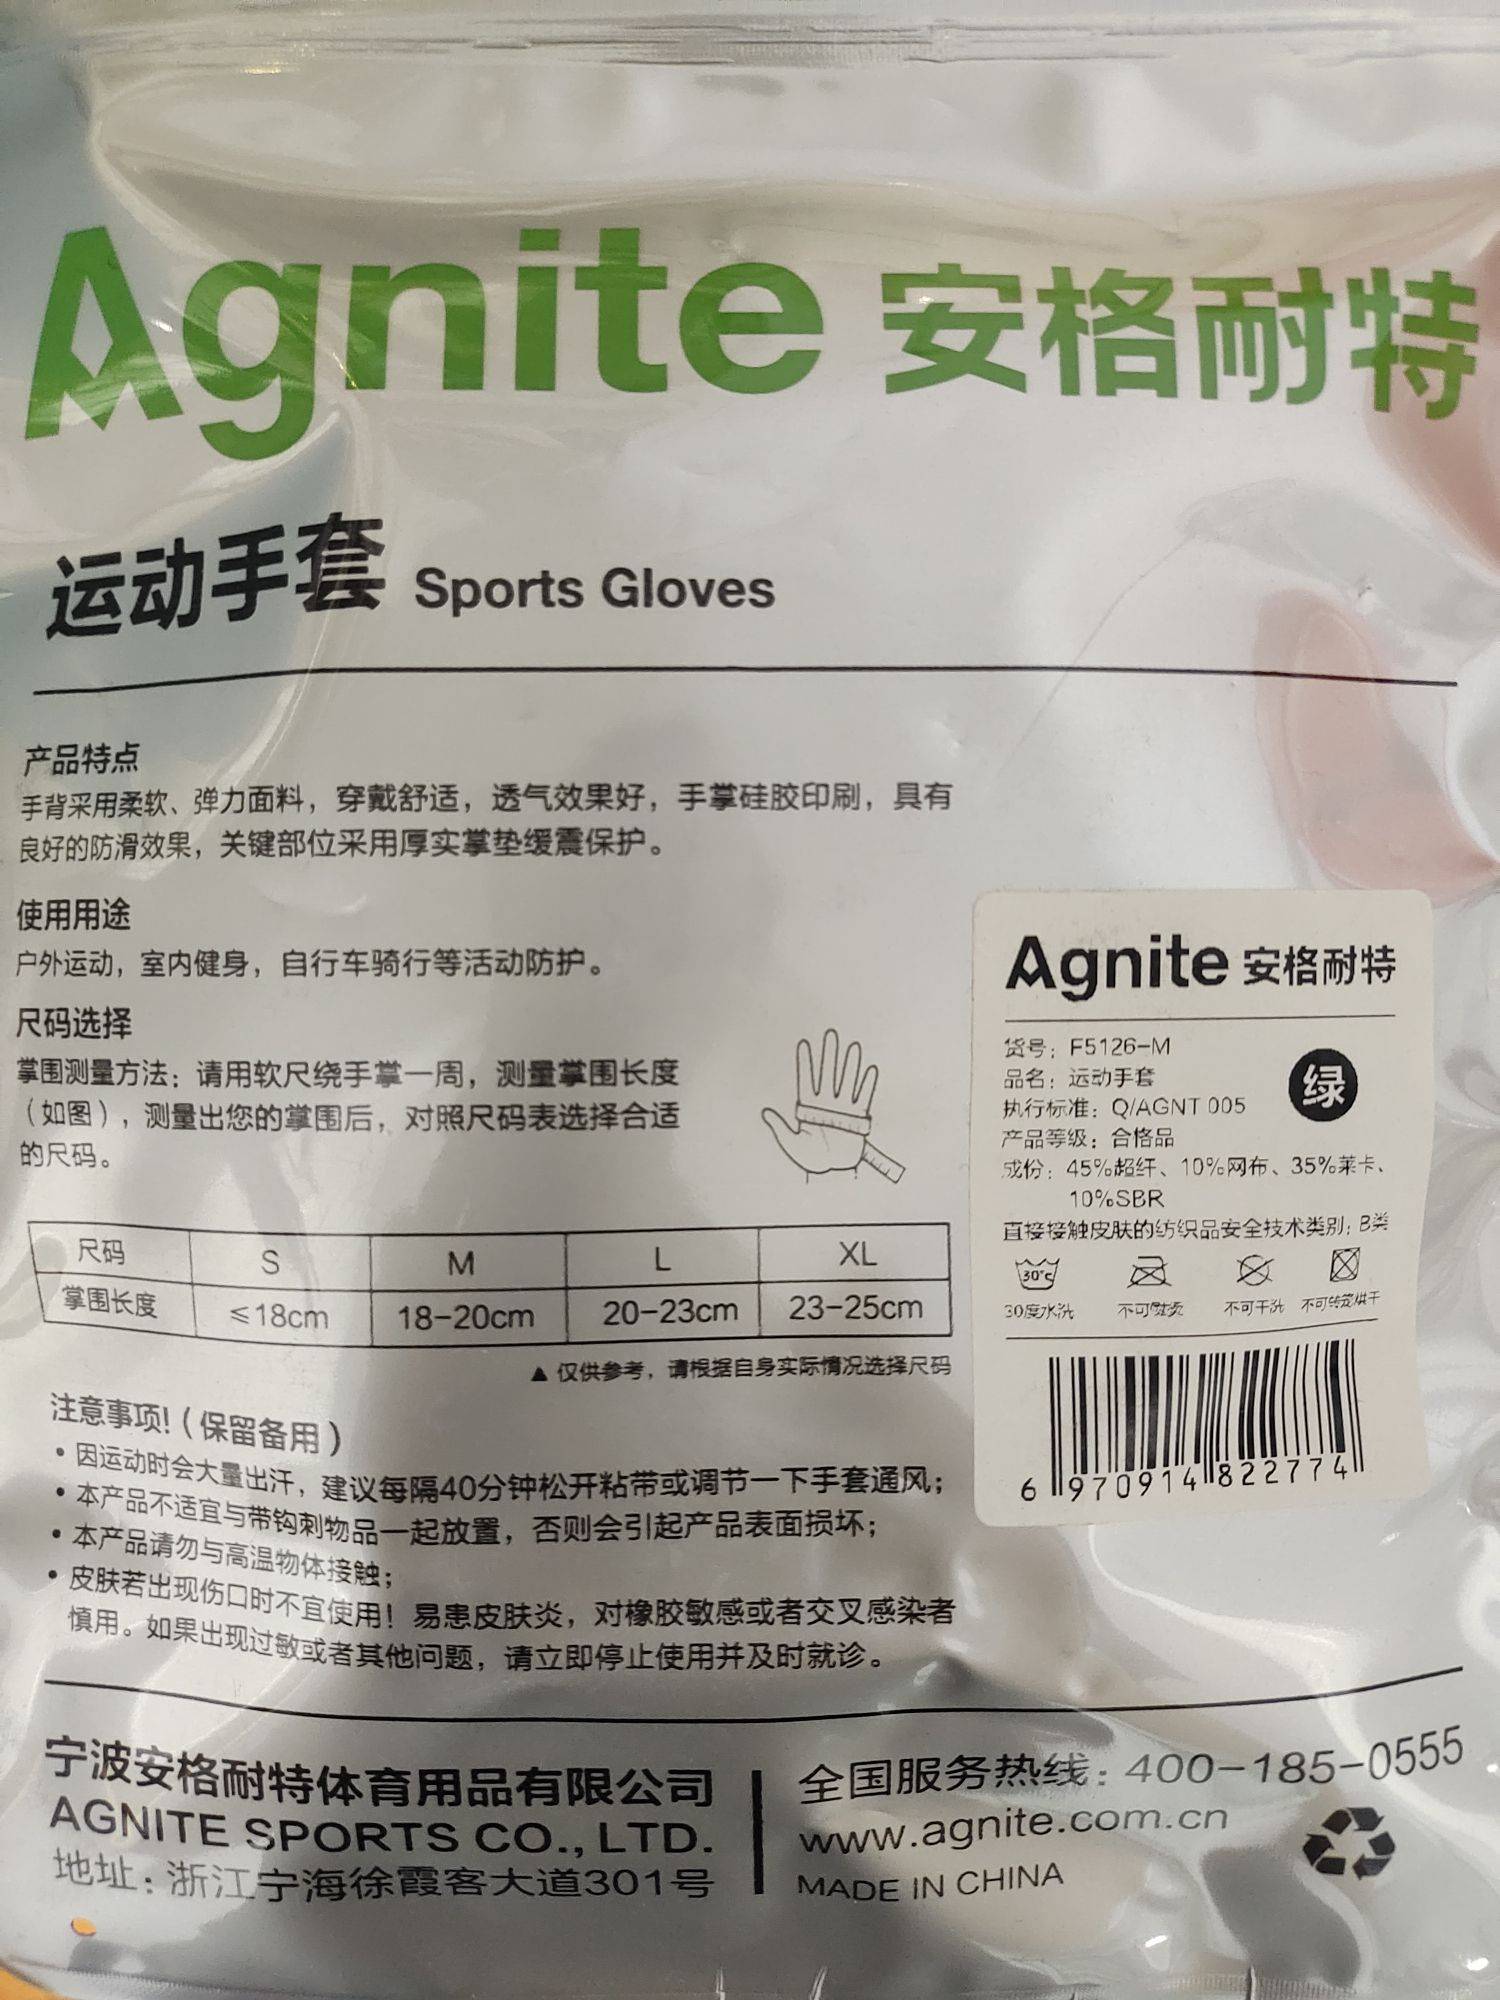 Agnite 安格耐特
运动手套 Sports Gloves
产品特点
手背采用柔软、弹力面料，穿戴舒适，透气效果好，手掌硅胶印刷，具有
良好的防滑效果，关键部位采用厚实掌垫缓震保护。
使用用途
户外运动，室内健身，自行车骑行等活动防护。
尺码选择
掌围测量方法：请用软尺绕手掌一周，测量掌围长度
（如图），测量出您的掌围后，对照尺码表选择合适
的尺码。
尺码 S M L XL
掌围长度 ≤18cm 18-20cm 20-23cm 23-25cm
▲ 仅供参考，请根据自身实际情况选择尺码
注意事项!（保留备用）
• 因运动时会大量出汗，建议每隔40分钟松开粘带或调节一下手套通风；
• 本产品不适宜与带钩刺物品一起放置，否则会引起产品表面损坏；
• 本产品请勿与高温物体接触；
• 皮肤若出现伤口时不宜使用！易患皮肤炎，对橡胶敏感或者交叉感染者
慎用。如果出现过敏或者其他问题，请立即停止使用并及时就诊。
Agnite 安格耐特
货号：F5126-M
品名：运动手套
绿
执行标准：Q/AGNT 005
产品等级：合格品
成份：45%超纤、10%网布、35%莱卡、
10%SBR
直接接触皮肤的纺织品安全技术类别：B类
30℃
30度水洗 不可熨烫 不可干洗 不可转笼烘干
6 970914 822774
宁波安格耐特体育用品有限公司
AGNITE SPORTS CO., LTD.
地址：浙江宁海徐霞客大道301号
全国服务热线：400-185-0555
www.agnite.com.cn
MADE IN CHINA